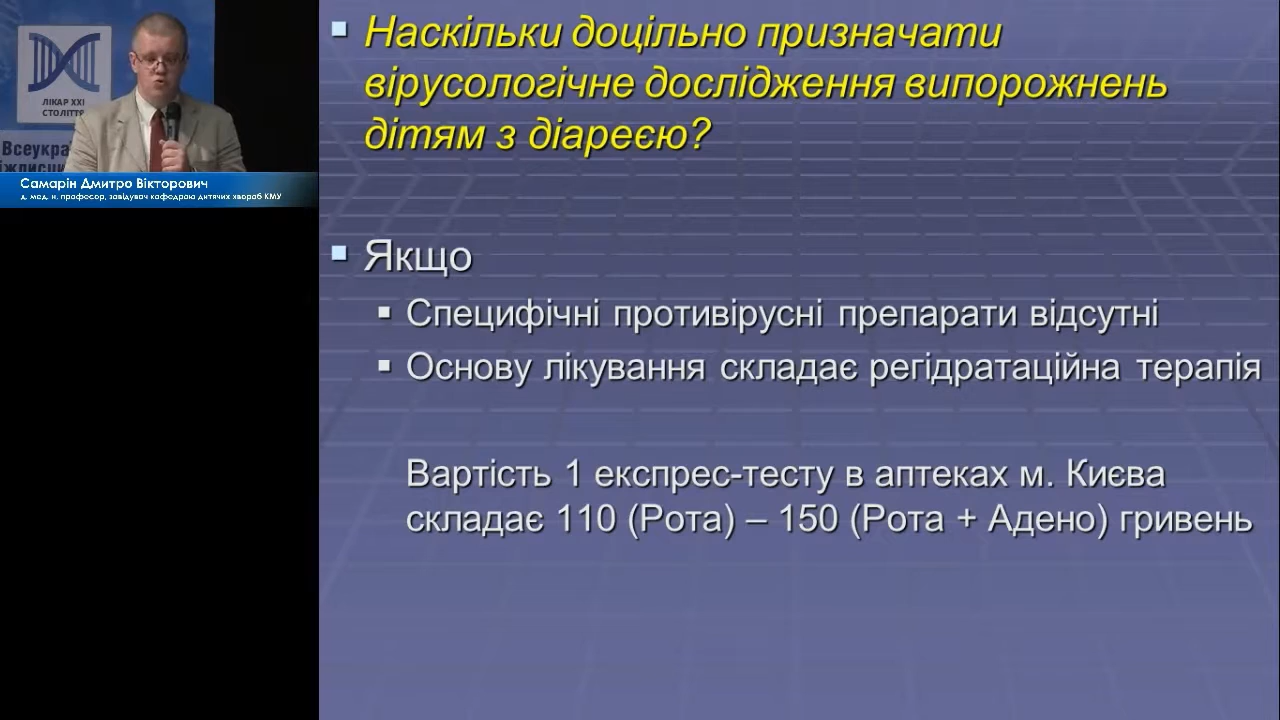 ЛІКАР XXI
СТОЛІТТЯ
Всеукра
іжлисци
Самарін Дмитро Вікторович
д. мед. н. професор, завідувач кафедрою дитячих хвораб КМУ
Наскільки доцільно призначати
вірусологічне дослідження випорожнень
дітям з діареєю?
Якщо
Специфічні противірусні препарати відсутні
Основу лікування складає регідратаційна терапія
Вартість 1 експрес-тесту в аптеках м. Києва
складає 110 (Рота) – 150 (Рота + Адено) гривень